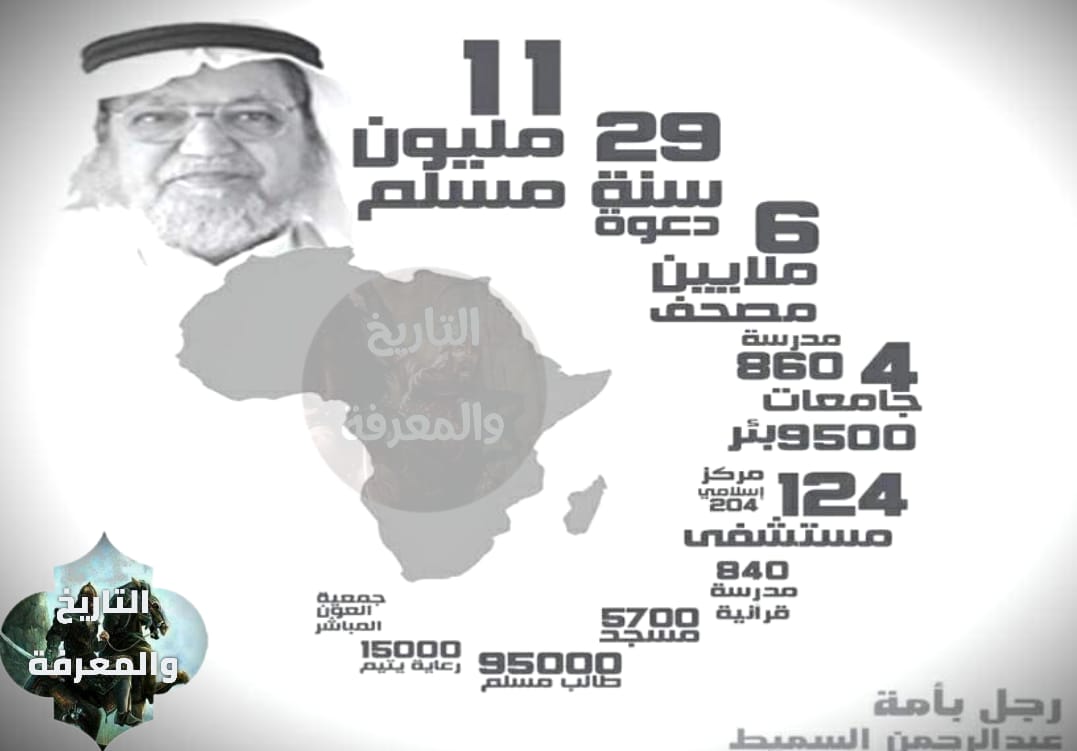 11
مليون
مسلم
29
سنة
دعوة
6
ملايين
مصحف
4
جامعات
مدرسة
860
9500بئر
124
مستشفى
مركز
إسلامي
204
840
مدرسة
قرانية
5700
مسجد
95000
طالب مسلم
15000
رعاية يتيم
جمعية
العون
المباشر
التاريخ
والمعرفة
التاريخ
والمعرفة
رجل بأمة
عبدالرحمن السميط